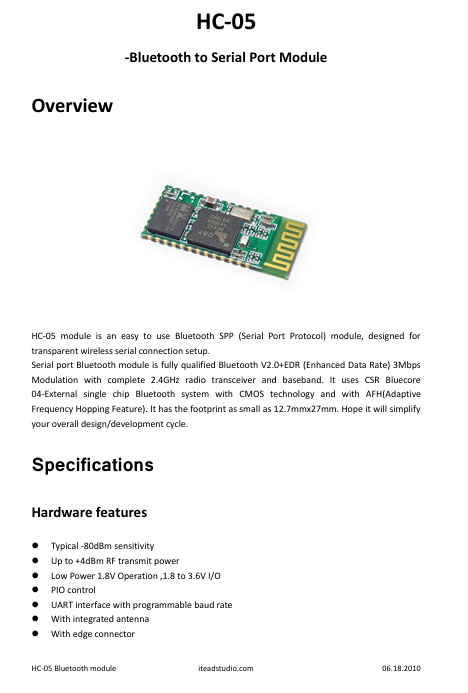 HC-05
-Bluetooth to Serial Port Module
Overview
HC-05 module is an easy to use Bluetooth SPP (Serial Port Protocol) module, designed for
transparent wireless serial connection setup.
Serial port Bluetooth module is fully qualified Bluetooth V2.0+EDR (Enhanced Data Rate) 3Mbps
Modulation with complete 2.4GHz radio transceiver and baseband. It uses CSR Bluecore
04-External single chip Bluetooth system with CMOS technology and with AFH(Adaptive
Frequency Hopping Feature). It has the footprint as small as 12.7mmx27mm. Hope it will simplify
your overall design/development cycle.
Specifications
Hardware features
● Typical -80dBm sensitivity
● Up to +4dBm RF transmit power
● Low Power 1.8V Operation ,1.8 to 3.6V I/O
● PIO control
● UART interface with programmable baud rate
● With integrated antenna
● With edge connector
HC-05 Bluetooth module iteadstudio.com 06.18.2010